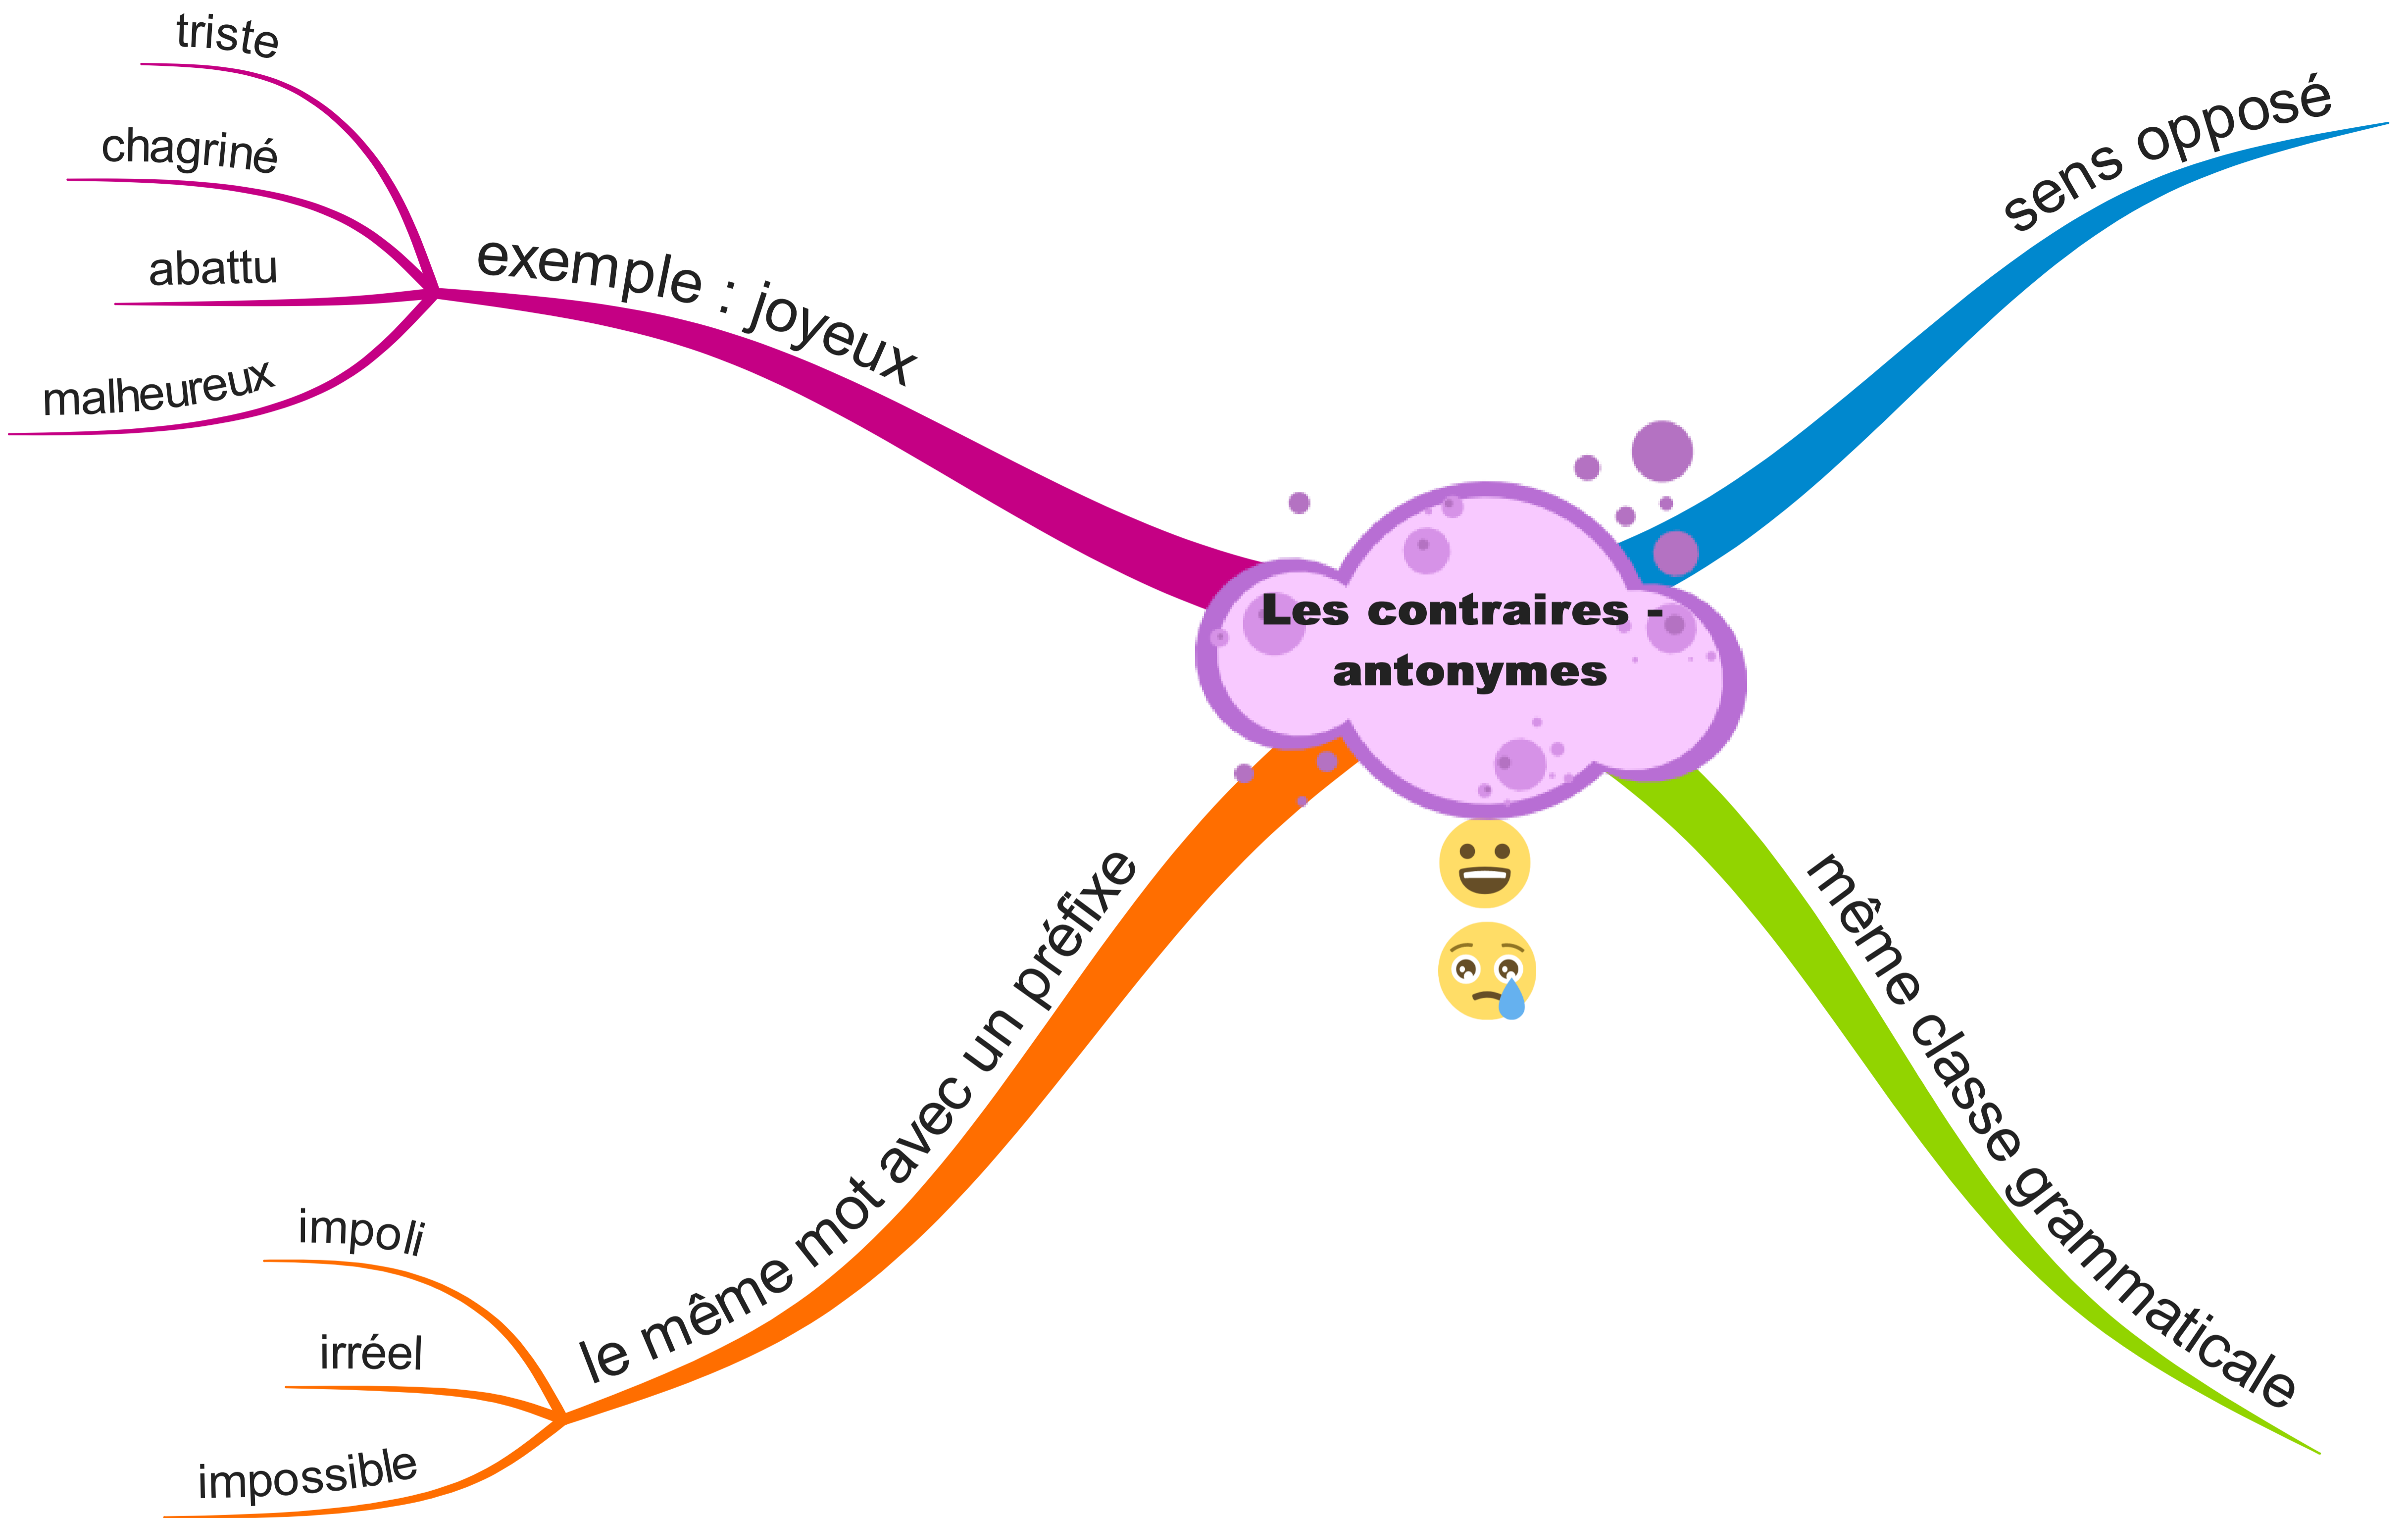 Les contraires -
antonymes
sens opposé
même classe grammaticale
le même mot avec un préfixe
impoli
irréel
impossible
exemple : joyeux
triste
chagriné
abattu
malheureux